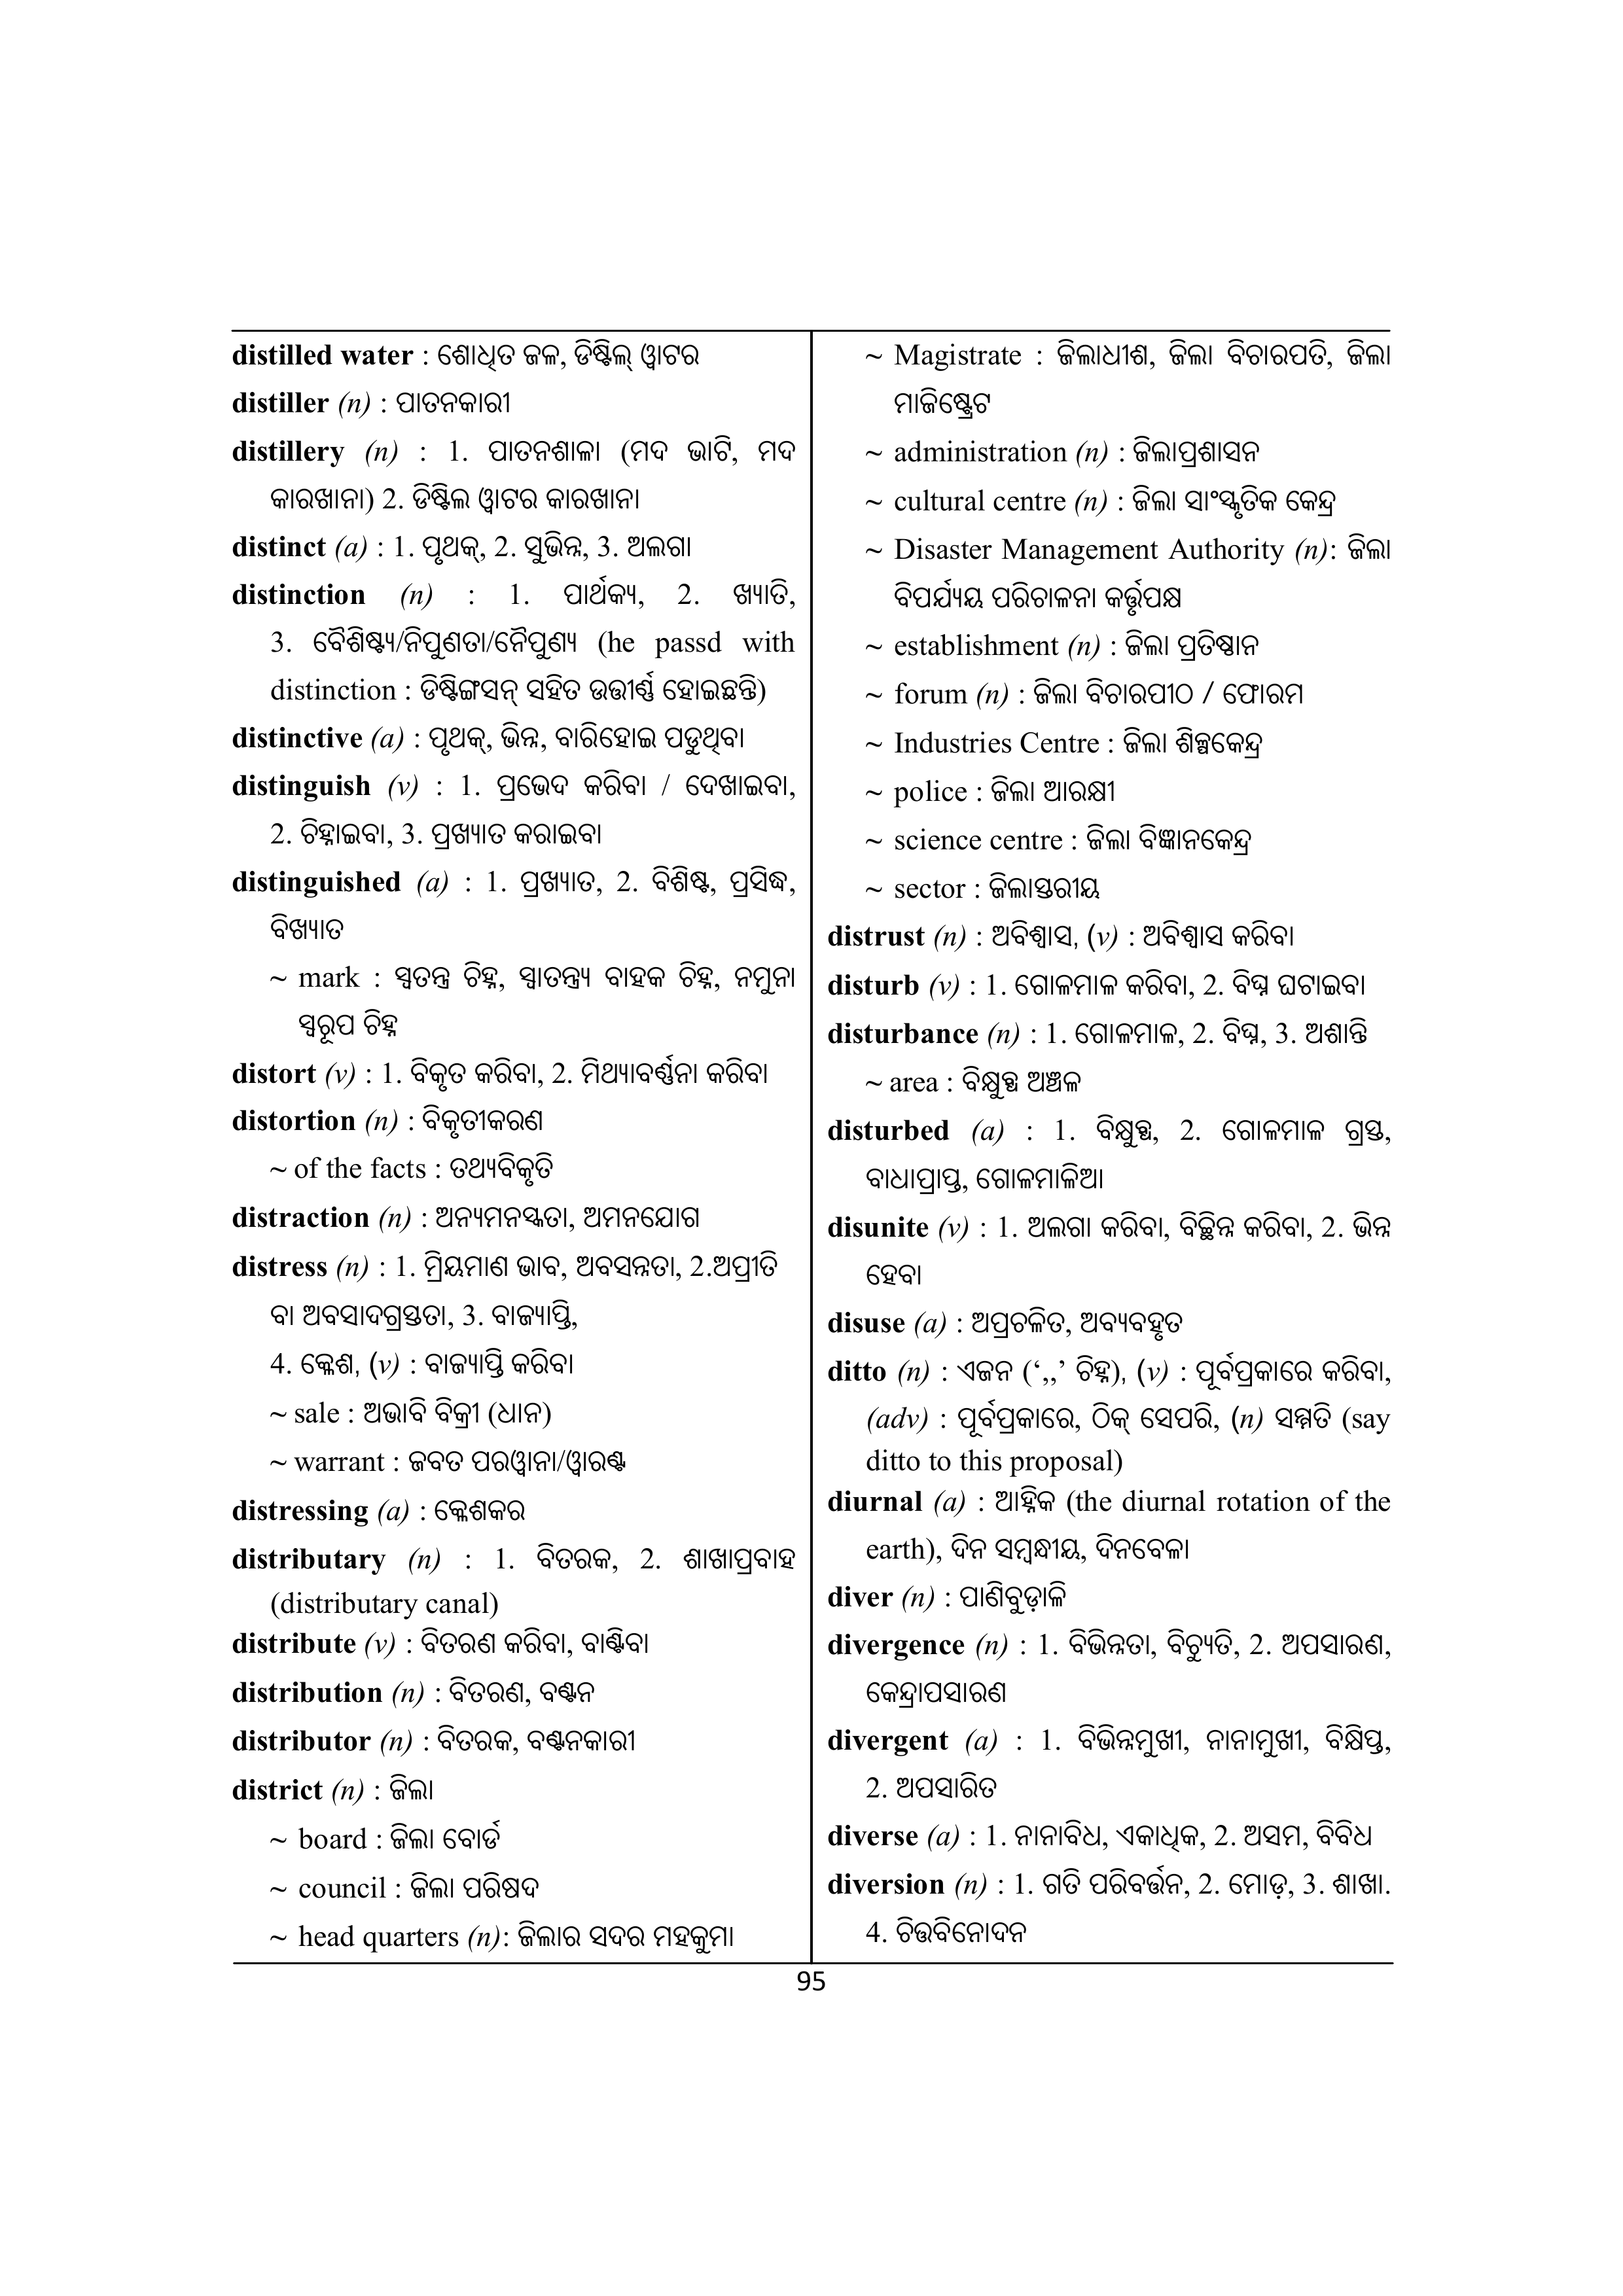 distilled water : ଶୋଧିତ ଜଳ, ଡିଷ୍ଟିଲ୍ ୱାଟର
distiller (n) : ପାତନକାରୀ
distillery (n) : 1. ପାତନଶାଳା (ମଦ ଭାଟି, ମଦ
କାରଖାନା) 2. ଡିଷ୍ଟିଲ ୱାଟର କାରଖାନା
distinct (a) : 1. ପୃଥକ୍, 2. ସୁଭିନ୍ନ, 3. ଅଲଗା
distinction (n) : 1. ପାର୍ଥକ୍ୟ, 2. ଖ୍ୟାତି,
3. ବୈଶିଷ୍ଟ୍ୟ/ନିପୁଣତା/ନୈପୁଣ୍ୟ (he passd with
distinction : ଡିଷ୍ଟିଙ୍ଗସନ୍ ସହିତ ଉତ୍ତୀର୍ଣ୍ଣ ହୋଇଛନ୍ତି)
distinctive (a) : ପୃଥକ୍, ଭିନ୍ନ, ବାରିହୋଇ ପଡୁଥିବା
distinguish (v) : 1. ପ୍ରଭେଦ କରିବା / ଦେଖାଇବା,
2. ଚିହ୍ନାଇବା, 3. ପ୍ରଖ୍ୟାତ କରାଇବା
distinguished (a) : 1. ପ୍ରଖ୍ୟାତ, 2. ବିଶିଷ୍ଟ, ପ୍ରସିଦ୍ଧ,
ବିଖ୍ୟାତ
~ mark : ସ୍ୱତନ୍ତ୍ର ଚିହ୍ନ, ସ୍ୱାତନ୍ତ୍ର୍ୟ ବାହକ ଚିହ୍ନ, ନମୁନା
ସ୍ୱରୂପ ଚିହ୍ନ
distort (v) : 1. ବିକୃତ କରିବା, 2. ମିଥ୍ୟାବର୍ଣ୍ଣନା କରିବା
distortion (n) : ବିକୃତୀକରଣ
~ of the facts : ତଥ୍ୟବିକୃତି
distraction (n) : ଅନ୍ୟମନସ୍କତା, ଅମନଯୋଗ
distress (n) : 1. ମ୍ରିୟମାଣ ଭାବ, ଅବସନ୍ନତା, 2.ଅପ୍ରୀତି
ବା ଅବସାଦଗ୍ରସ୍ତତା, 3. ବାଜ୍ୟାପ୍ତି,
4. କ୍ଳେଶ, (v) : ବାଜ୍ୟାପ୍ତି କରିବା
~ sale : ଅଭାବି ବିକ୍ରୀ (ଧାନ)
~ warrant : ଜବତ ପରୱାନା/ୱାରଣ୍ଟ
distressing (a) : କ୍ଳେଶକର
distributary (n) : 1. ବିତରକ, 2. ଶାଖାପ୍ରବାହ
(distributary canal)
distribute (v) : ବିତରଣ କରିବା, ବାଣ୍ଟିବା
distribution (n) : ବିତରଣ, ବଣ୍ଟନ
distributor (n) : ବିତରକ, ବଣ୍ଟନକାରୀ
district (n) : ଜିଲା
~ board : ଜିଲା ବୋର୍ଡ
~ council : ଜିଲା ପରିଷଦ
~ head quarters (n): ଜିଲାର ସଦର ମହକୁମା
~ Magistrate : ଜିଲାଧୀଶ, ଜିଲା ବିଚାରପତି, ଜିଲା
ମାଜିଷ୍ଟ୍ରେଟ
~ administration (n) : ଜିଲାପ୍ରଶାସନ
~ cultural centre (n) : ଜିଲା ସାଂସ୍କୃତିକ କେନ୍ଦ୍ର
~ Disaster Management Authority (n): ଜିଲା
ବିପର୍ଯ୍ୟୟ ପରିଚାଳନା କର୍ତ୍ତୃପକ୍ଷ
~ establishment (n) : ଜିଲା ପ୍ରତିଷ୍ଠାନ
~ forum (n) : ଜିଲା ବିଚାରପୀଠ / ଫୋରମ
~ Industries Centre : ଜିଲା ଶିଳ୍ପକେନ୍ଦ୍ର
~ police : ଜିଲା ଆରକ୍ଷୀ
~ science centre : ଜିଲା ବିଜ୍ଞାନକେନ୍ଦ୍ର
~ sector : ଜିଲାସ୍ତରୀୟ
distrust (n) : ଅବିଶ୍ୱାସ, (v) : ଅବିଶ୍ୱାସ କରିବା
disturb (v) : 1. ଗୋଳମାଳ କରିବା, 2. ବିଘ୍ନ ଘଟାଇବା
disturbance (n) : 1. ଗୋଳମାଳ, 2. ବିଘ୍ନ, 3. ଅଶାନ୍ତି
~ area : ବିକ୍ଷୁବ୍ଧ ଅଞ୍ଚଳ
disturbed (a) : 1. ବିକ୍ଷୁବ୍ଧ, 2. ଗୋଳମାଳ ଗ୍ରସ୍ତ,
ବାଧାପ୍ରାପ୍ତ, ଗୋଳମାଳିଆ
disunite (v) : 1. ଅଲଗା କରିବା, ବିଚ୍ଛିନ୍ନ କରିବା, 2. ଭିନ୍ନ
ହେବା
disuse (a) : ଅପ୍ରଚଳିତ, ଅବ୍ୟବହୃତ
ditto (n) : ଏଜନ (‘,,’ ଚିହ୍ନ), (v) : ପୂର୍ବପ୍ରକାରେ କରିବା,
(adv) : ପୂର୍ବପ୍ରକାରେ, ଠିକ୍ ସେପରି, (n) ସମ୍ମତି (say
ditto to this proposal)
diurnal (a) : ଆହ୍ନିକ (the diurnal rotation of the
earth), ଦିନ ସମ୍ବନ୍ଧୀୟ, ଦିନବେଳା
diver (n) : ପାଣିବୁଡ଼ାଳି
divergence (n) : 1. ବିଭିନ୍ନତା, ବିଚ୍ୟୁତି, 2. ଅପସାରଣ,
କେନ୍ଦ୍ରାପସାରଣ
divergent (a) : 1. ବିଭିନ୍ନମୁଖୀ, ନାନାମୁଖୀ, ବିକ୍ଷିପ୍ତ,
2. ଅପସାରିତ
diverse (a) : 1. ନାନାବିଧ, ଏକାଧିକ, 2. ଅସମ, ବିବିଧ
diversion (n) : 1. ଗତି ପରିବର୍ତ୍ତନ, 2. ମୋଡ଼, 3. ଶାଖା.
4. ଚିତ୍ତବିନୋଦନ
95